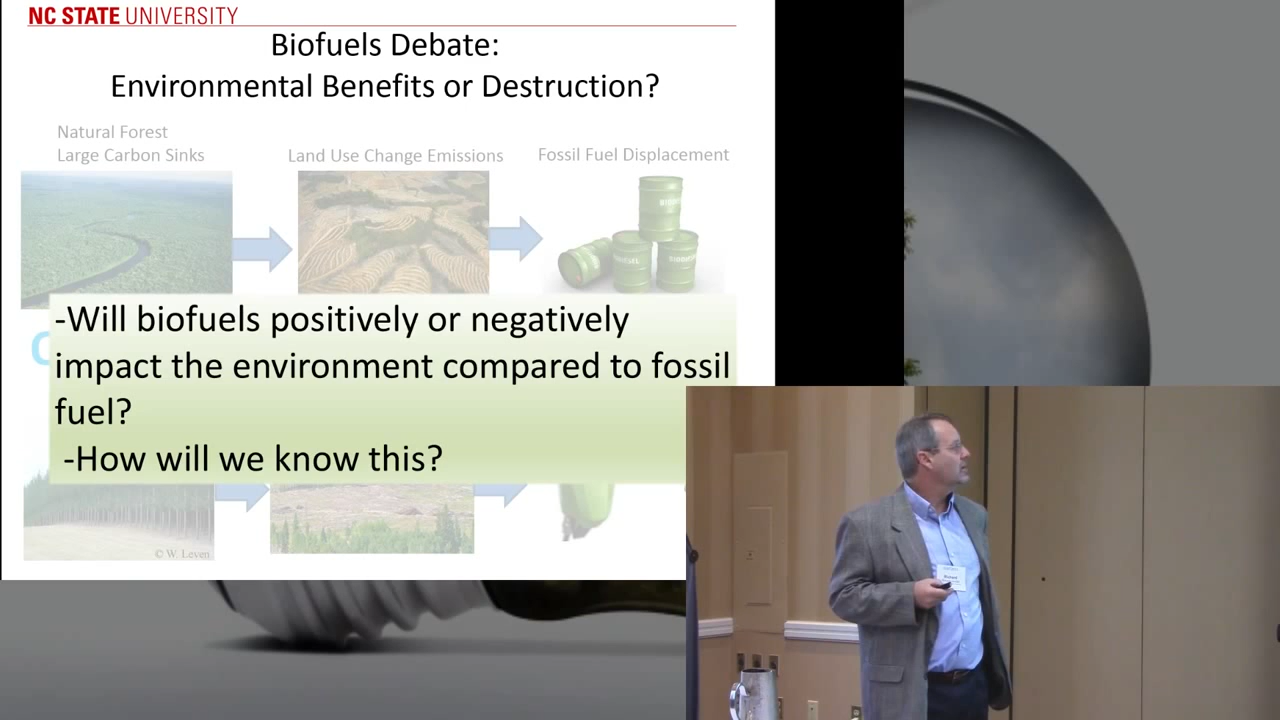 NC STATE UNIVERSITY
Biofuels Debate:
Environmental Benefits or Destruction?
Natural Forest
Large Carbon Sinks
Land Use Change Emissions
Fossil Fuel Displacement
-Will biofuels positively or negatively
impact the environment compared to fossil
fuel?
-How will we know this?
© W. Leven
Richard